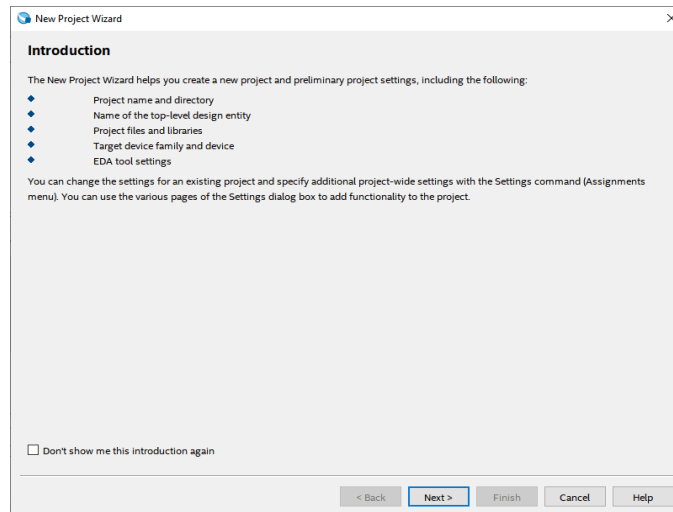 New Project Wizard
Introduction
The New Project Wizard helps you create a new project and preliminary project settings, including the following:
Project name and directory
Name of the top-level design entity
Project files and libraries
Target device family and device
EDA tool settings
You can change the settings for an existing project and specify additional project-wide settings with the Settings command (Assignments
menu). You can use the various pages of the Settings dialog box to add functionality to the project.
Don't show me this introduction again
< Back Next > Finish Cancel Help